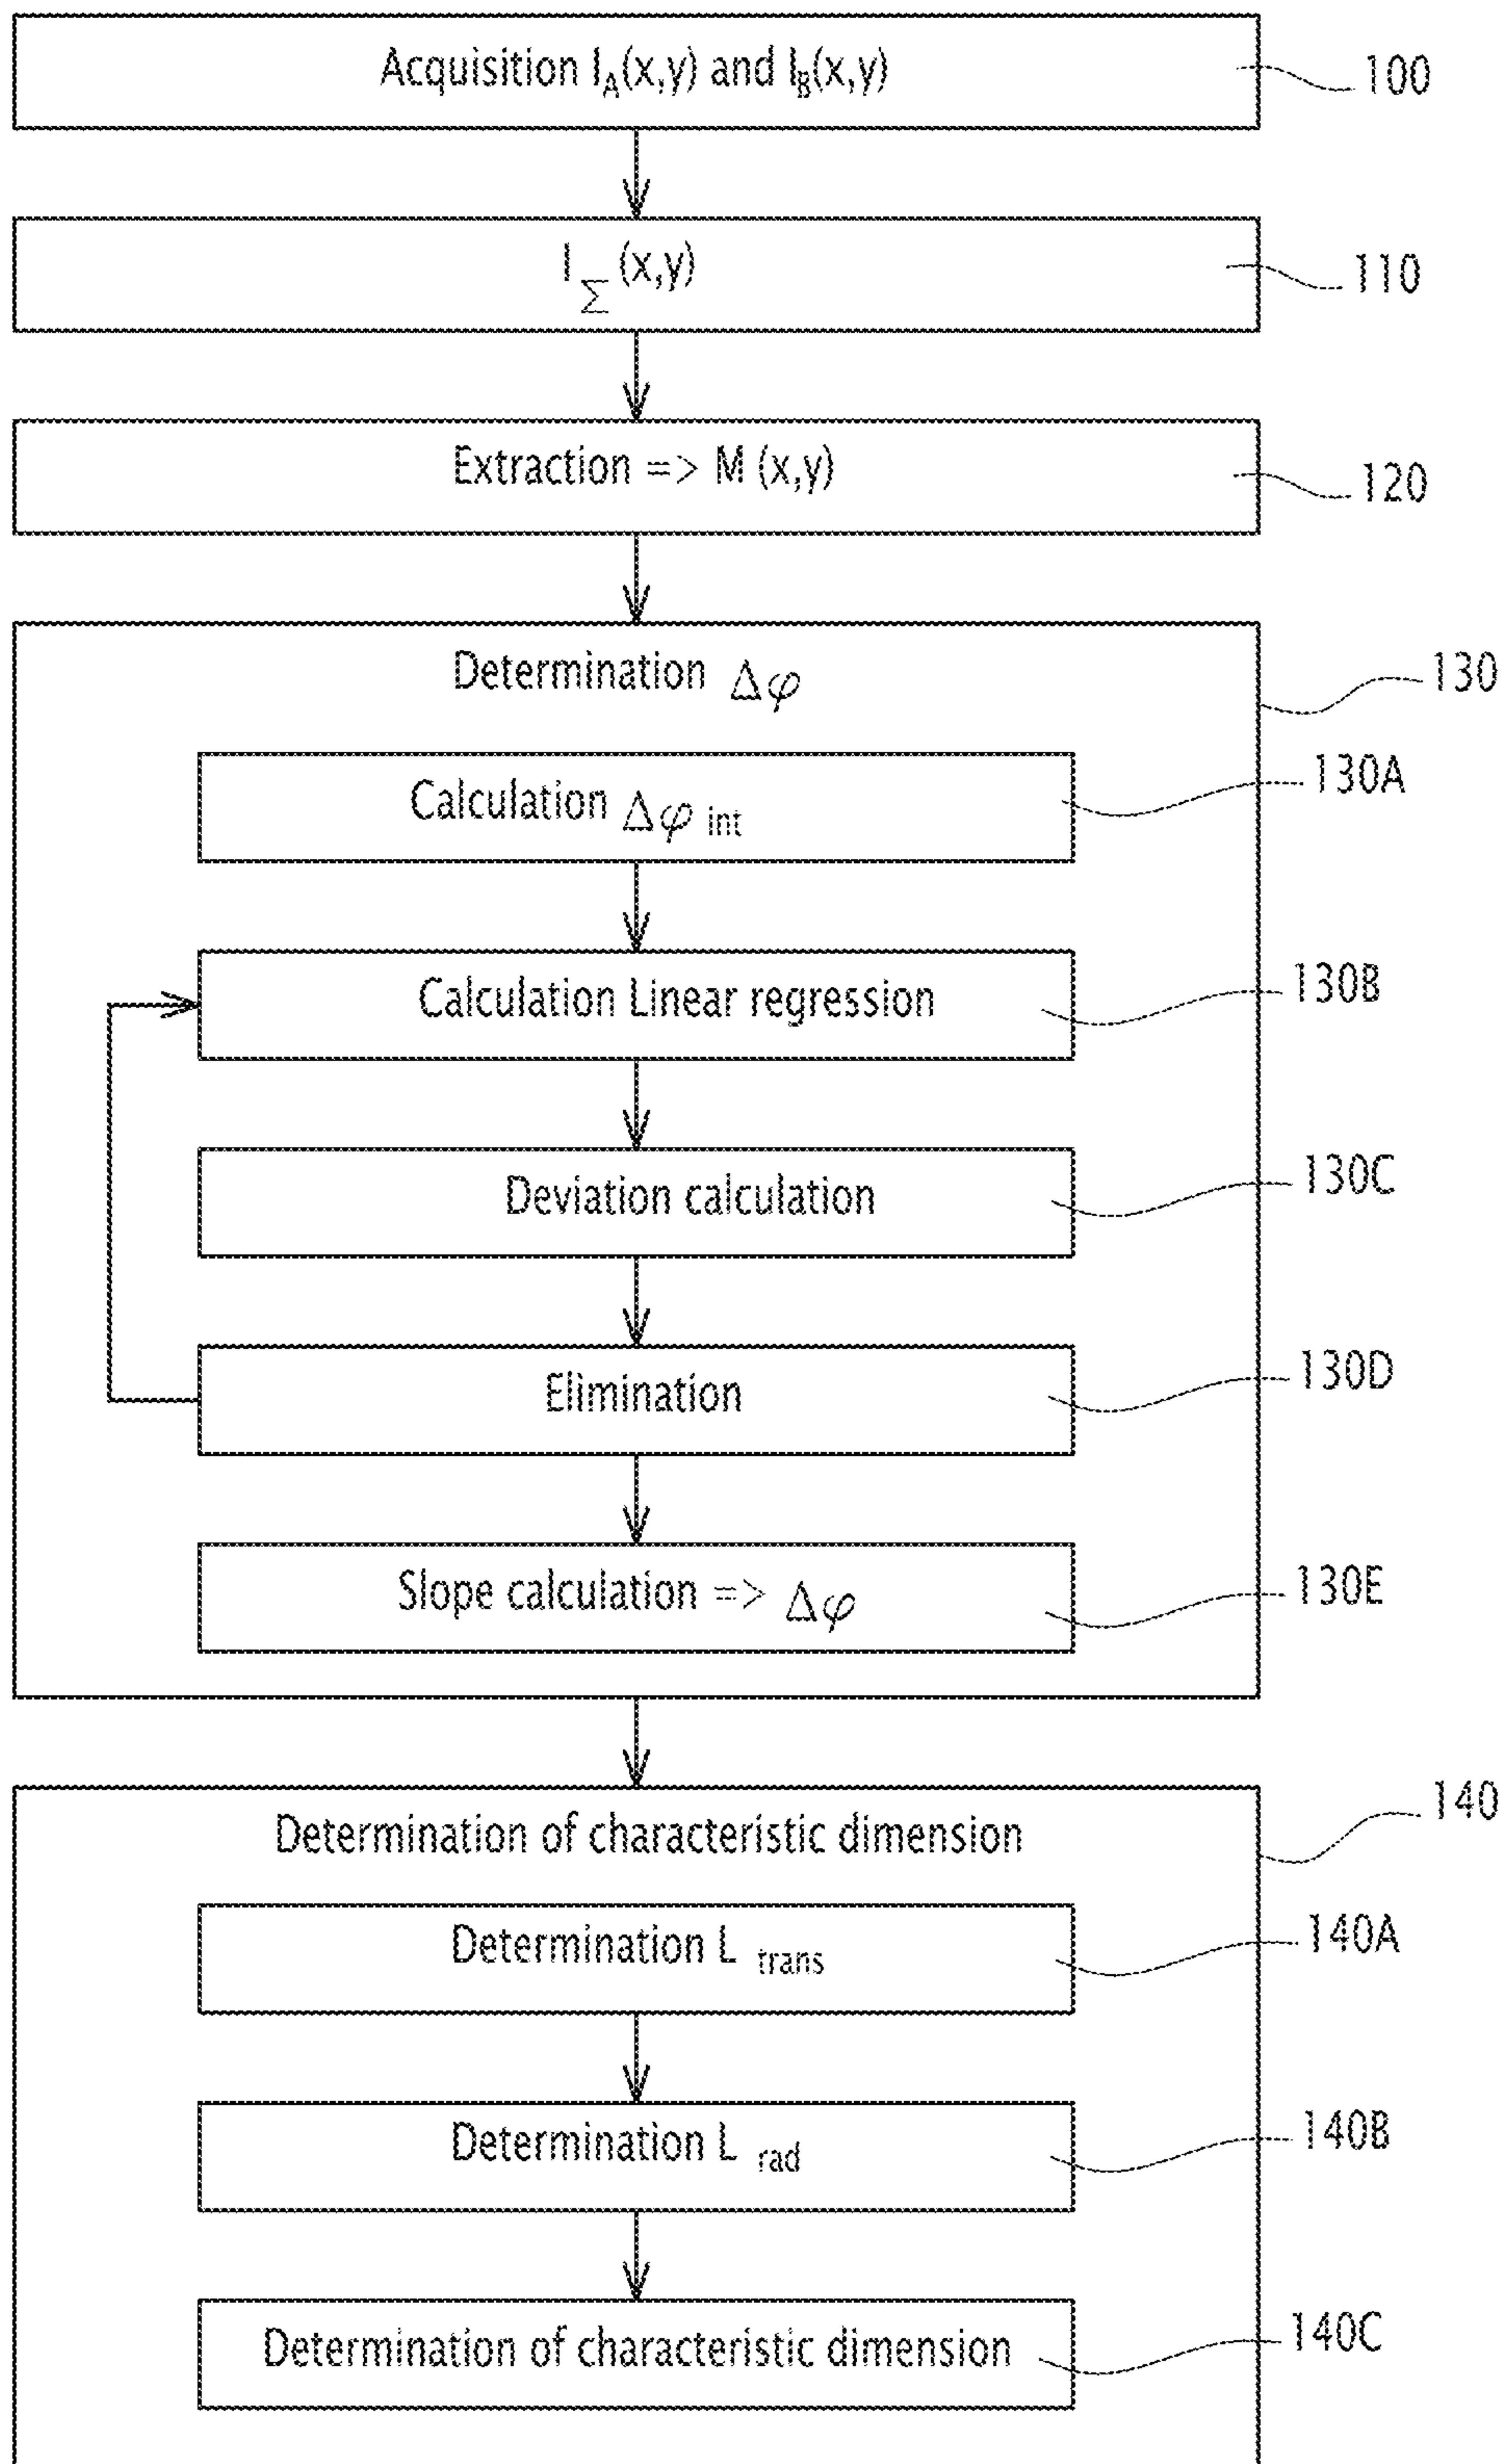 Acquisition I_A(x,y) and I_B(x,y)
100
I_Σ (x,y)
110
Extraction => M (x,y)
120
Determination Δφ
130
Calculation Δφ int
130A
Calculation Linear regression
130B
Deviation calculation
130C
Elimination
130D
Slope calculation => Δφ
130E
Determination of characteristic dimension
140
Determination L trans
140A
Determination L rad
140B
Determination of characteristic dimension
140C